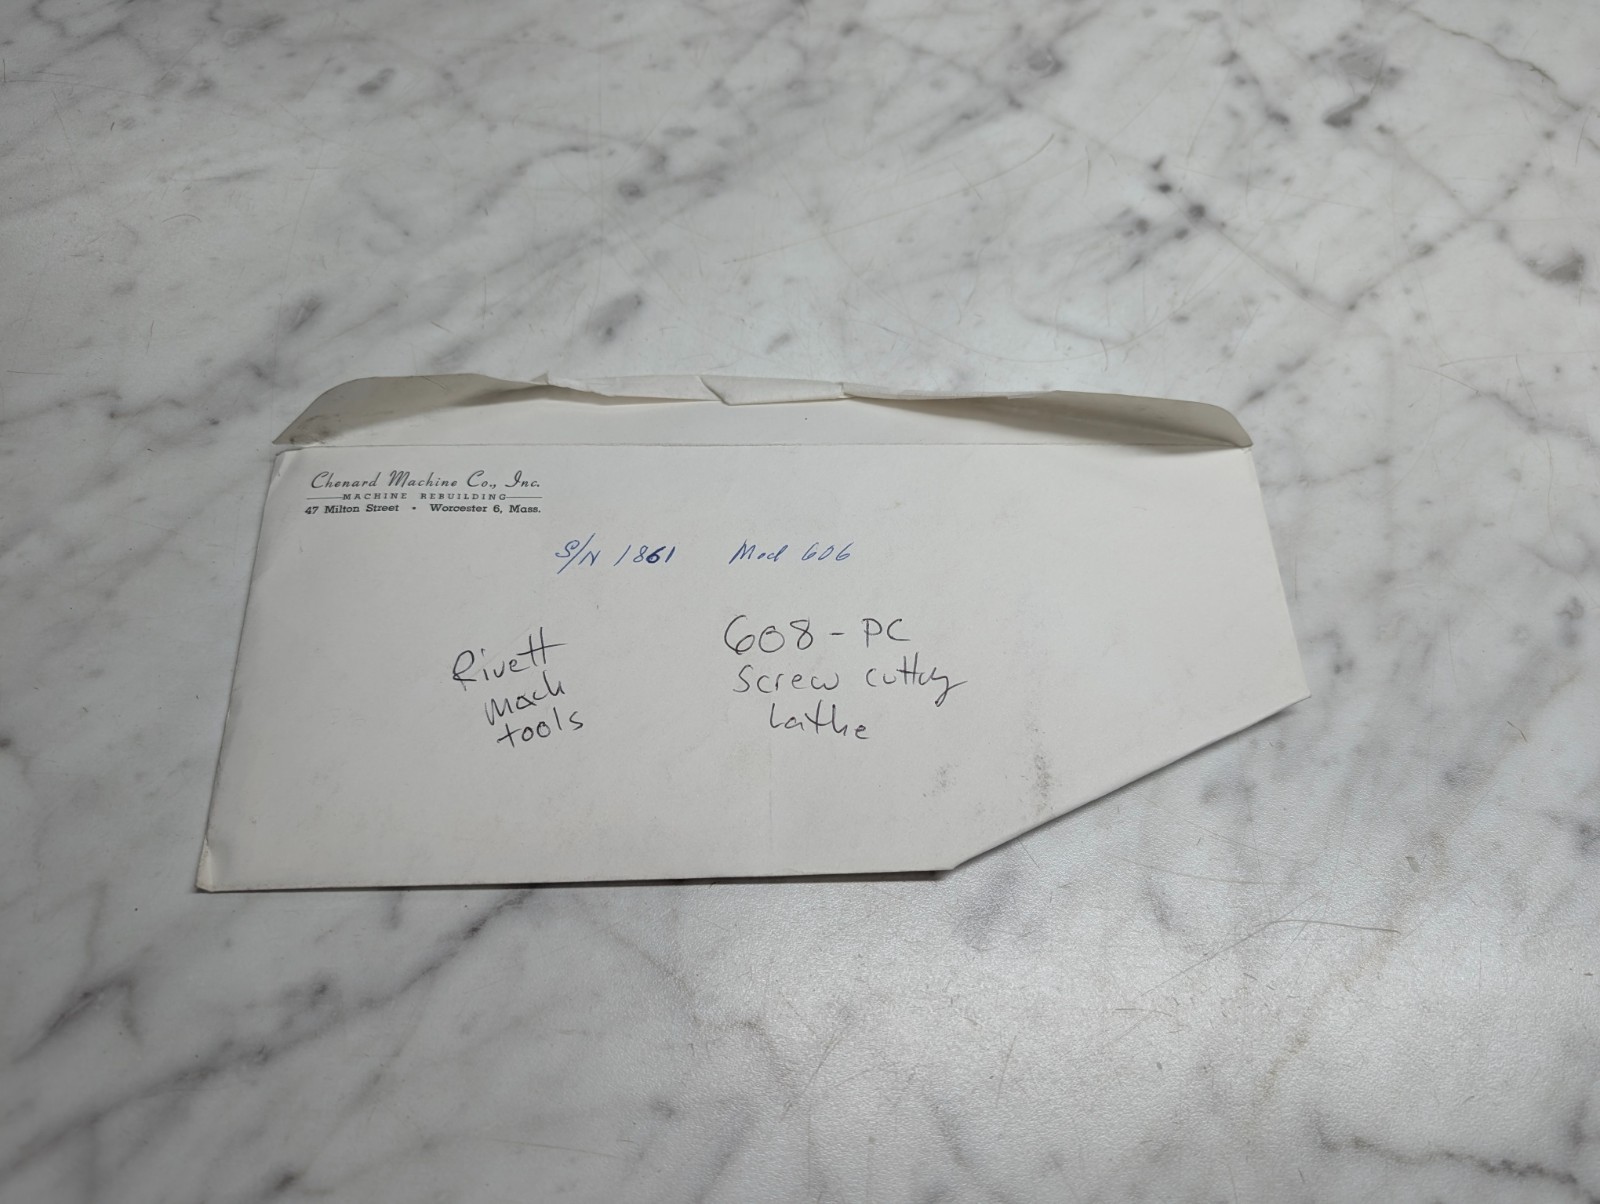 Chenard Machine Co., Inc.
MACHINE REBUILDING
47 Milton Street • Worcester 6, Mass.
S/N 1861 Mod 606
Rivett
mach
tools
608-PC
Screw cutting
Lathe